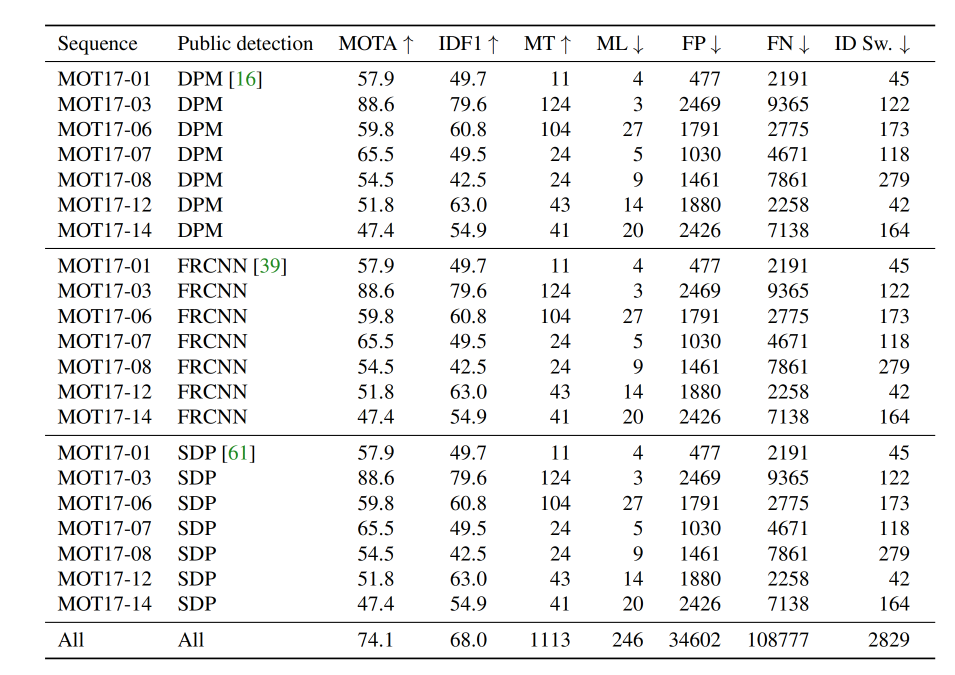 Sequence Public detection MOTA ↑ IDF1 ↑ MT ↑ ML ↓ FP ↓ FN ↓ ID Sw. ↓
MOT17-01 DPM [16] 57.9 49.7 11 4 477 2191 45
MOT17-03 DPM 88.6 79.6 124 3 2469 9365 122
MOT17-06 DPM 59.8 60.8 104 27 1791 2775 173
MOT17-07 DPM 65.5 49.5 24 5 1030 4671 118
MOT17-08 DPM 54.5 42.5 24 9 1461 7861 279
MOT17-12 DPM 51.8 63.0 43 14 1880 2258 42
MOT17-14 DPM 47.4 54.9 41 20 2426 7138 164
MOT17-01 FRCNN [39] 57.9 49.7 11 4 477 2191 45
MOT17-03 FRCNN 88.6 79.6 124 3 2469 9365 122
MOT17-06 FRCNN 59.8 60.8 104 27 1791 2775 173
MOT17-07 FRCNN 65.5 49.5 24 5 1030 4671 118
MOT17-08 FRCNN 54.5 42.5 24 9 1461 7861 279
MOT17-12 FRCNN 51.8 63.0 43 14 1880 2258 42
MOT17-14 FRCNN 47.4 54.9 41 20 2426 7138 164
MOT17-01 SDP [61] 57.9 49.7 11 4 477 2191 45
MOT17-03 SDP 88.6 79.6 124 3 2469 9365 122
MOT17-06 SDP 59.8 60.8 104 27 1791 2775 173
MOT17-07 SDP 65.5 49.5 24 5 1030 4671 118
MOT17-08 SDP 54.5 42.5 24 9 1461 7861 279
MOT17-12 SDP 51.8 63.0 43 14 1880 2258 42
MOT17-14 SDP 47.4 54.9 41 20 2426 7138 164
All All 74.1 68.0 1113 246 34602 108777 2829